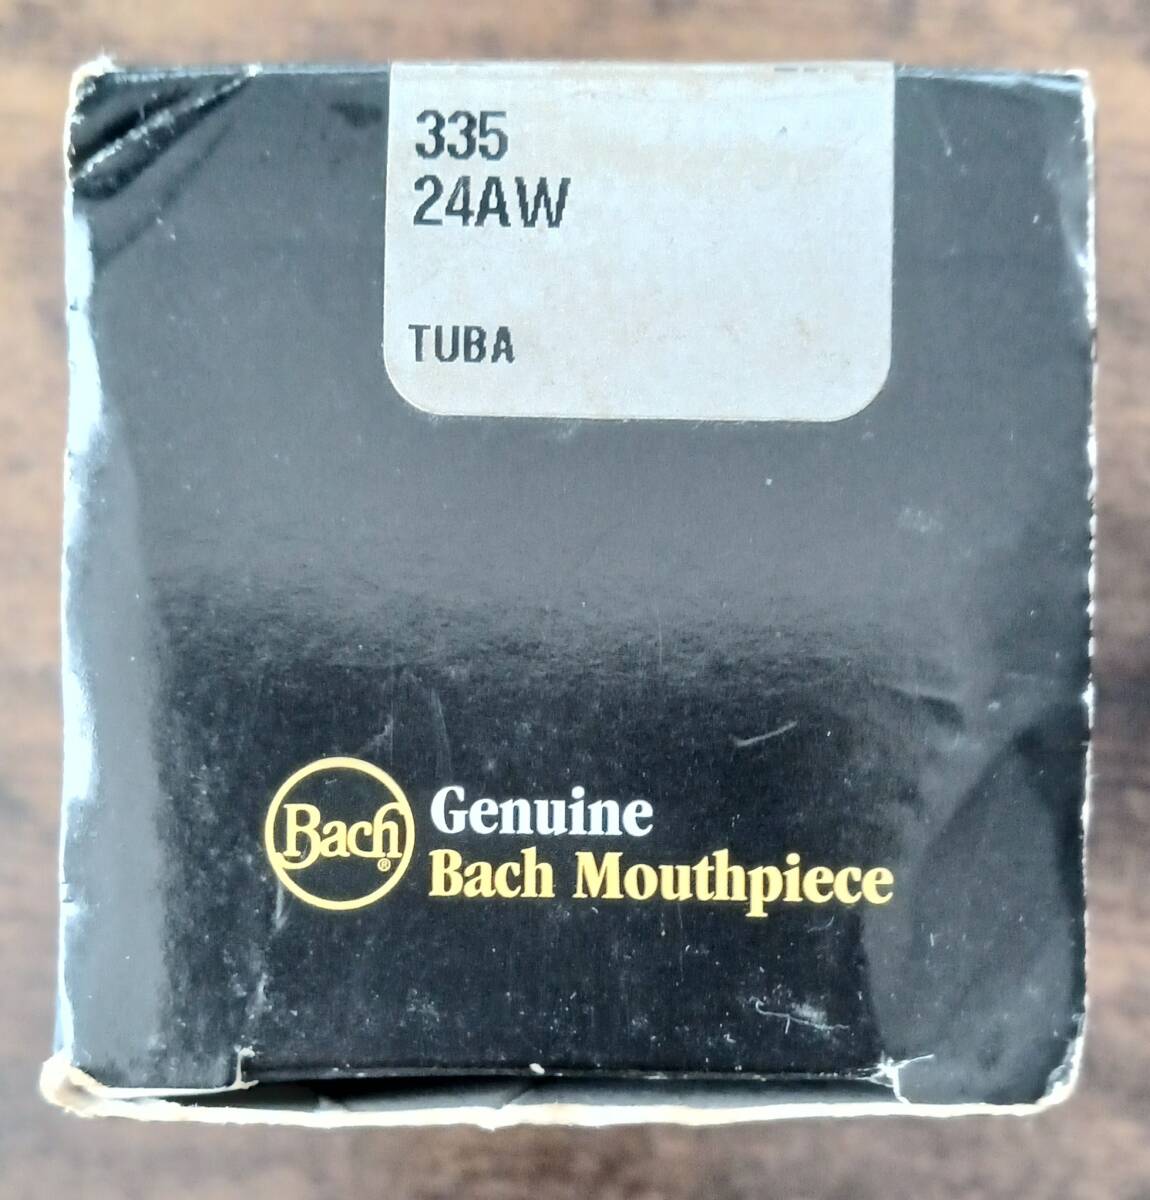 335
24AW
TUBA
Bach®
Genuine
Bach Mouthpiece